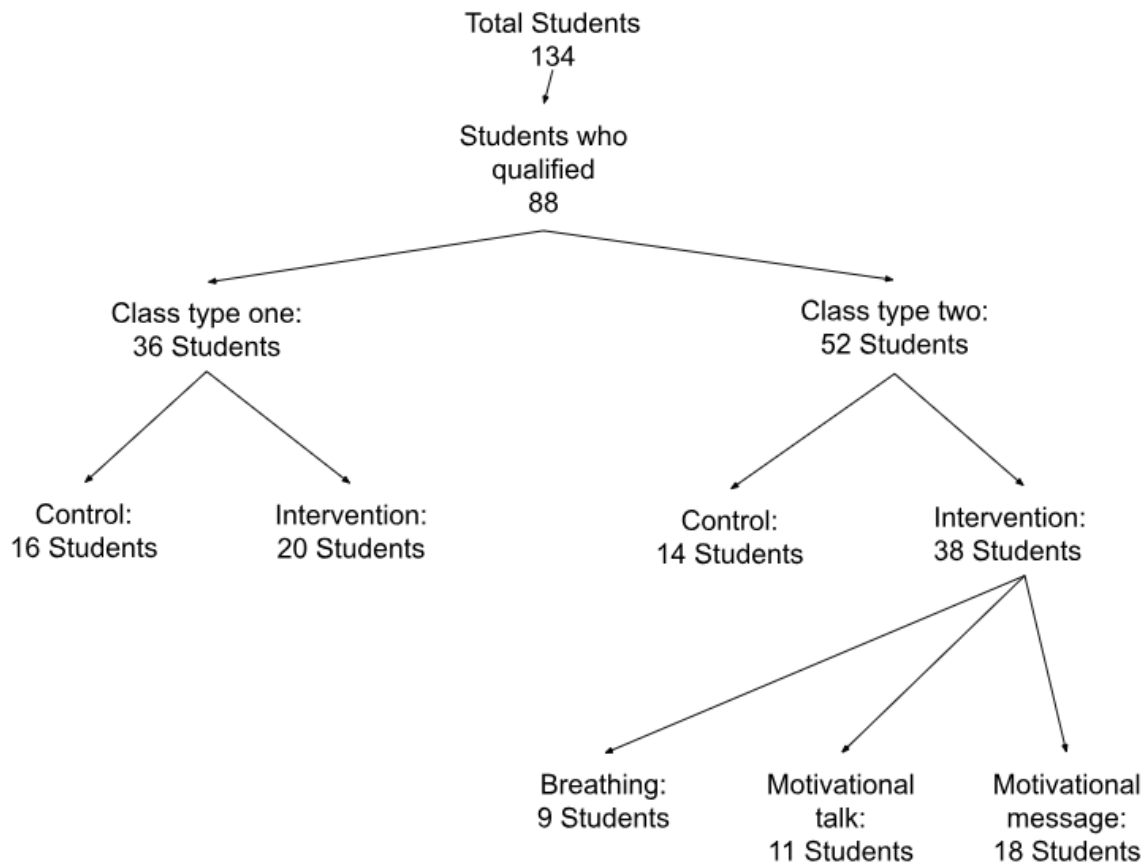 Total Students
134
Students who
qualified
88
Class type one:
36 Students
Class type two:
52 Students
Control:
16 Students
Intervention:
20 Students
Control:
14 Students
Intervention:
38 Students
Breathing:
9 Students
Motivational
talk:
11 Students
Motivational
message:
18 Students